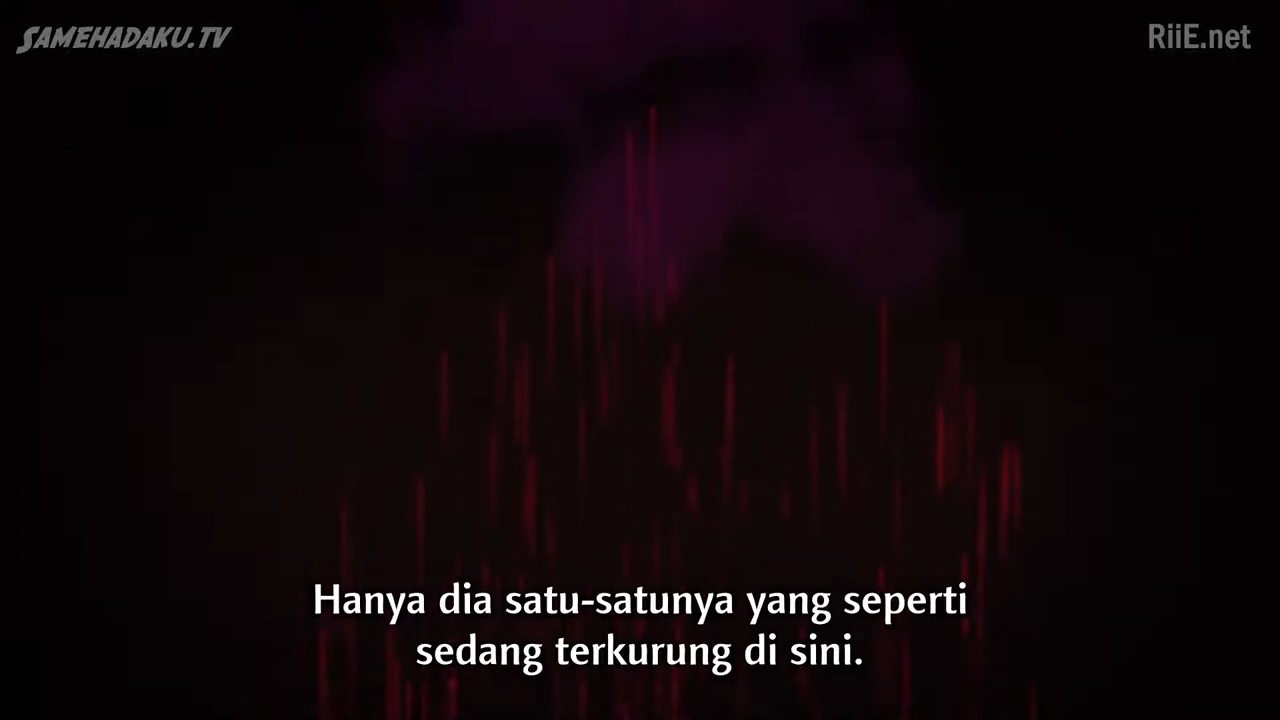 SAMEHADAKU.TV
RiiE.net
Hanya dia satu-satunya yang seperti
sedang terkurung di sini.